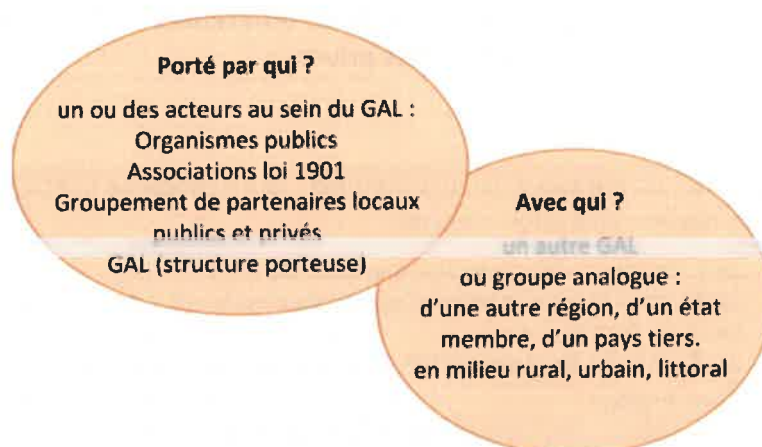 Porté par qui ?
un ou des acteurs au sein du GAL :
Organismes publics
Associations loi 1901
Groupement de partenaires locaux
publics et privés
GAL (structure porteuse)
Avec qui ?
un autre GAL
ou groupe analogue :
d'une autre région, d'un état
membre, d'un pays tiers.
en milieu rural, urbain, littoral